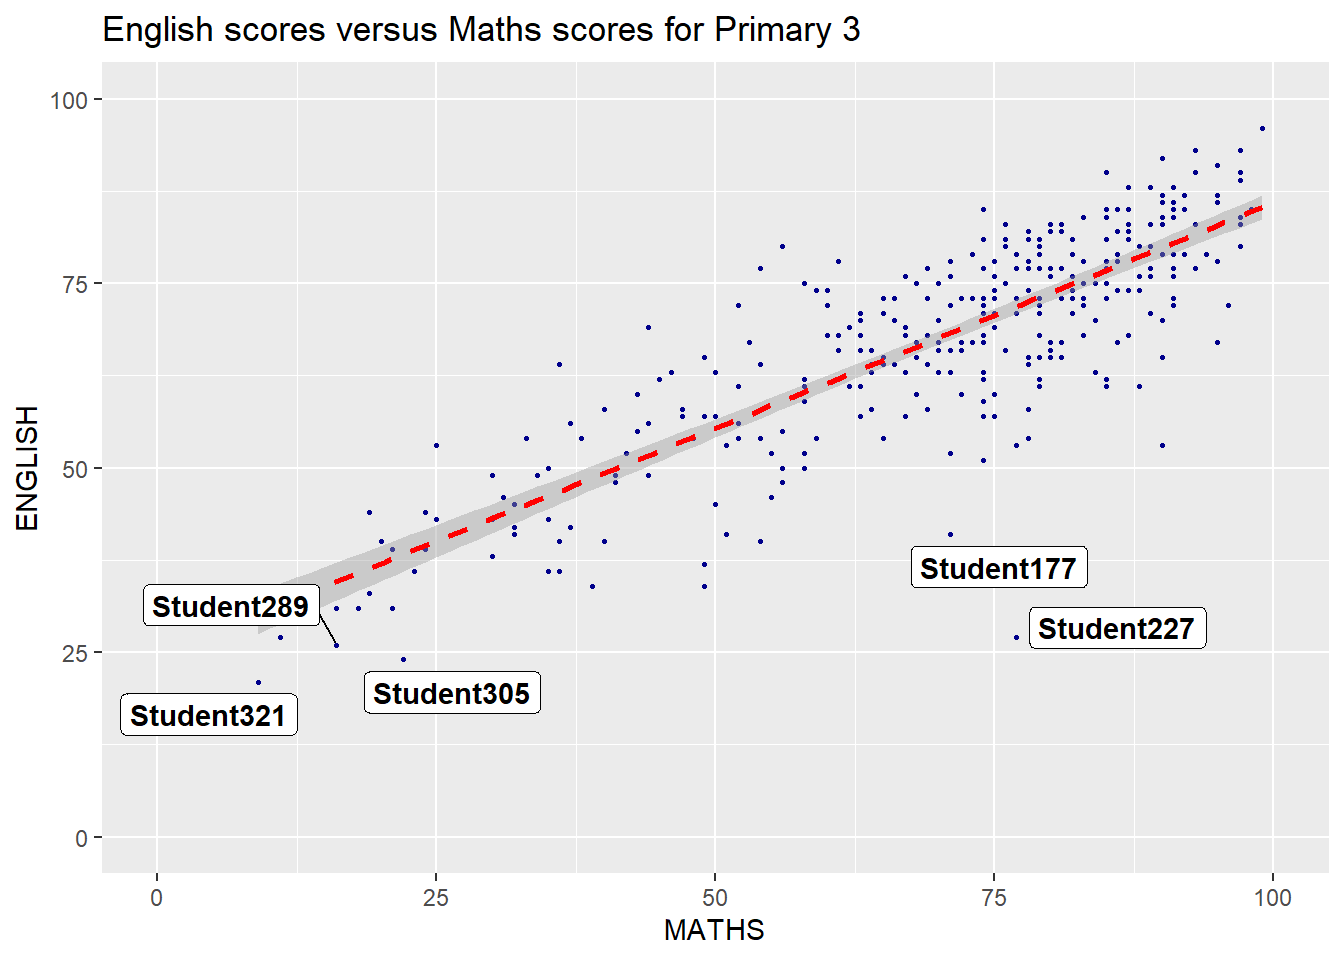 English scores versus Maths scores for Primary 3
100
75
50
25
0
ENGLISH
Student177
Student289
Student227
Student305
Student321
0
25
50
75
100
MATHS